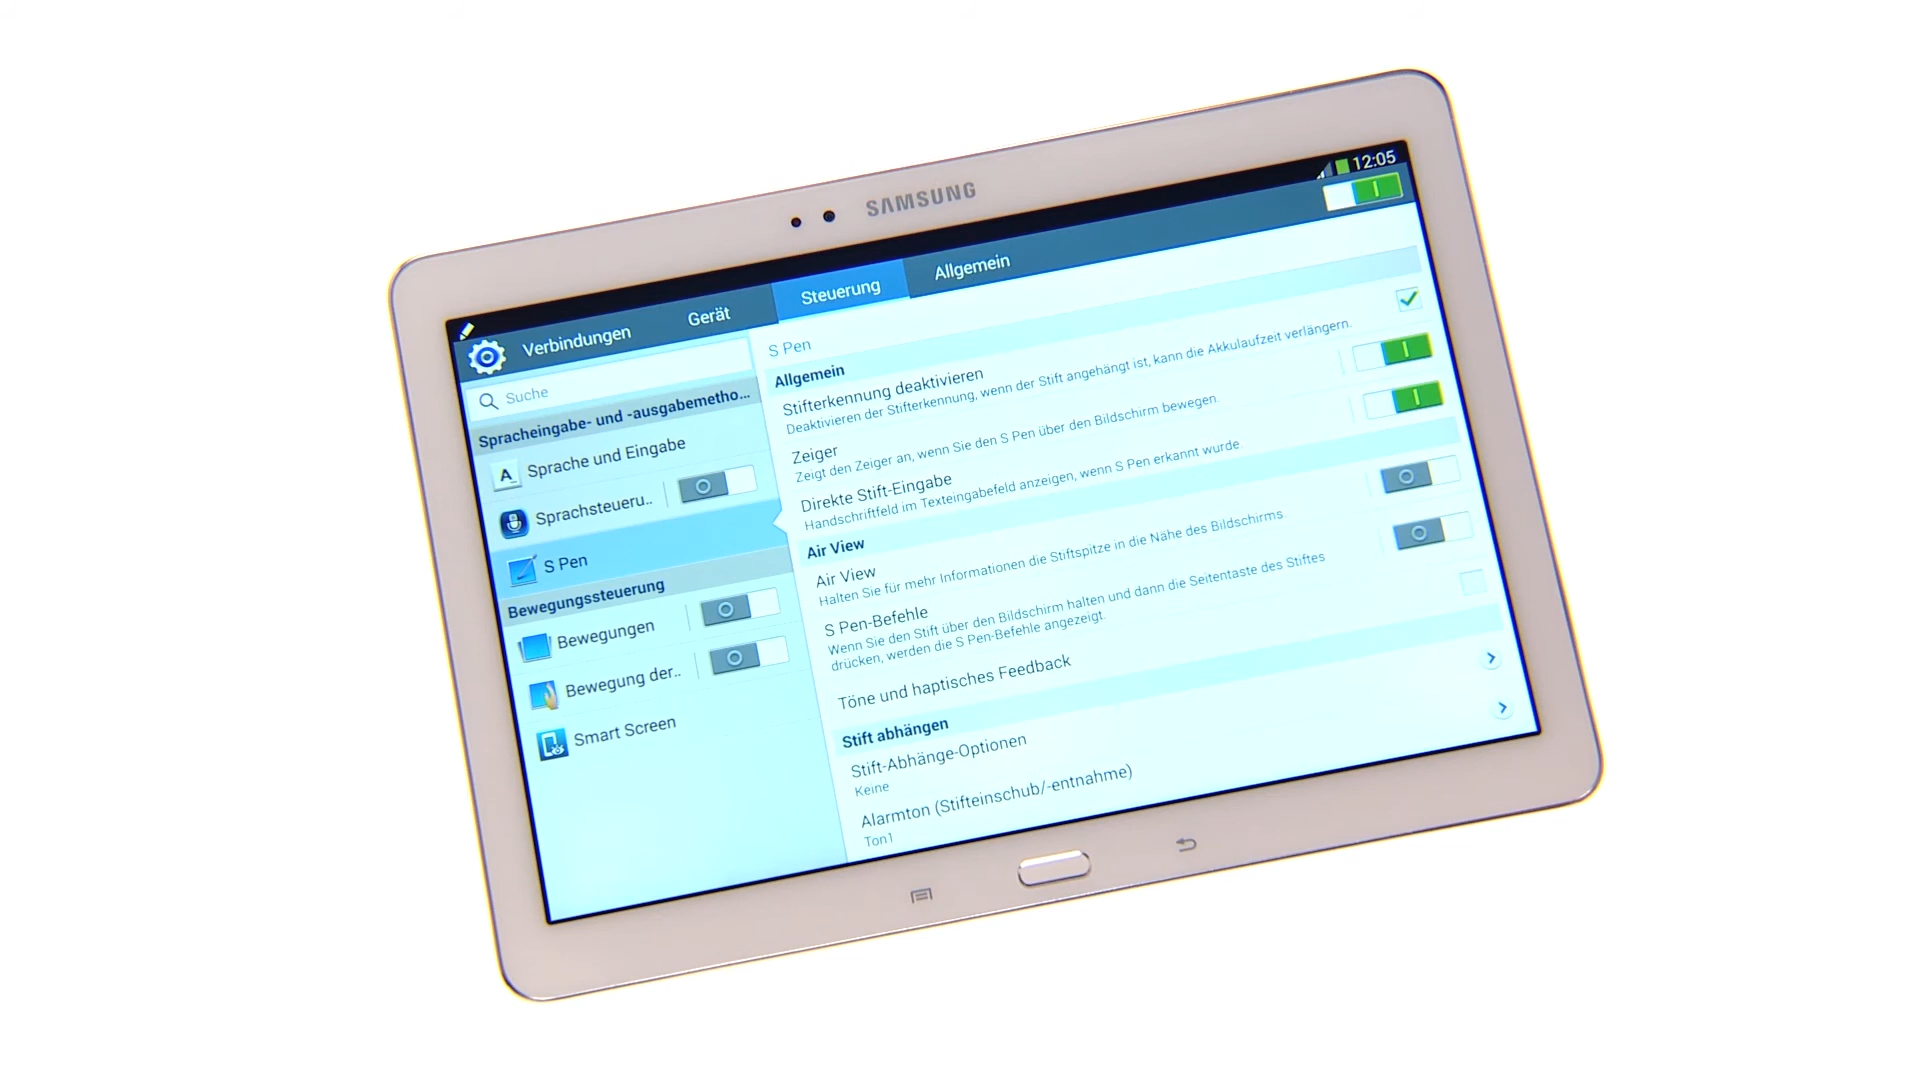 SAMSUNG
12:05
Verbindungen
Gerät
Steuerung
Allgemein
Suche
Spracheingabe- und -ausgabemetho...
A
Sprache und Eingabe
Sprachsteueru..
S Pen
Bewegungssteuerung
Bewegungen
Bewegung der..
Smart Screen
S Pen
Allgemein
Stifterkennung deaktivieren
Deaktivieren der Stifterkennung, wenn der Stift angehängt ist, kann die Akkulaufzeit verlängern.
Zeiger
Zeigt den Zeiger an, wenn Sie den S Pen über den Bildschirm bewegen.
Direkte Stift-Eingabe
Handschriftfeld im Texteingabefeld anzeigen, wenn S Pen erkannt wurde
Air View
Air View
Halten Sie für mehr Informationen die Stiftspitze in die Nähe des Bildschirms.
S Pen-Befehle
Wenn Sie den Stift über den Bildschirm halten und dann die Seitentaste des Stiftes
drücken, werden die S Pen-Befehle angezeigt.
Töne und haptisches Feedback
Stift abhängen
Stift-Abhänge-Optionen
Keine
Alarmton (Stifteinschub/-entnahme)
Ton1